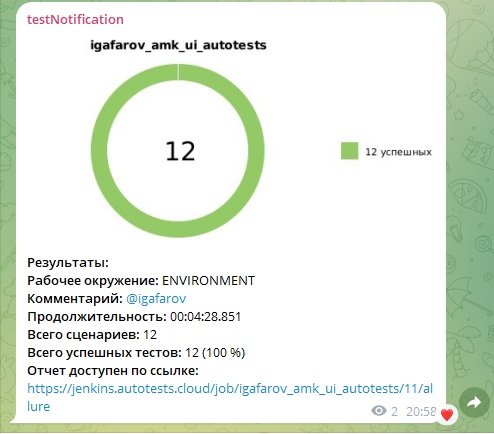 testNotification
igafarov_amk_ui_autotests
12
12 успешных
Результаты:
Рабочее окружение: ENVIRONMENT
Комментарий: @igafarov
Продолжительность: 00:04:28.851
Всего сценариев: 12
Всего успешных тестов: 12 (100 %)
Отчет доступен по ссылке:
https://jenkins.autotests.cloud/job/igafarov_amk_ui_autotests/11/al
lure
2 20:58